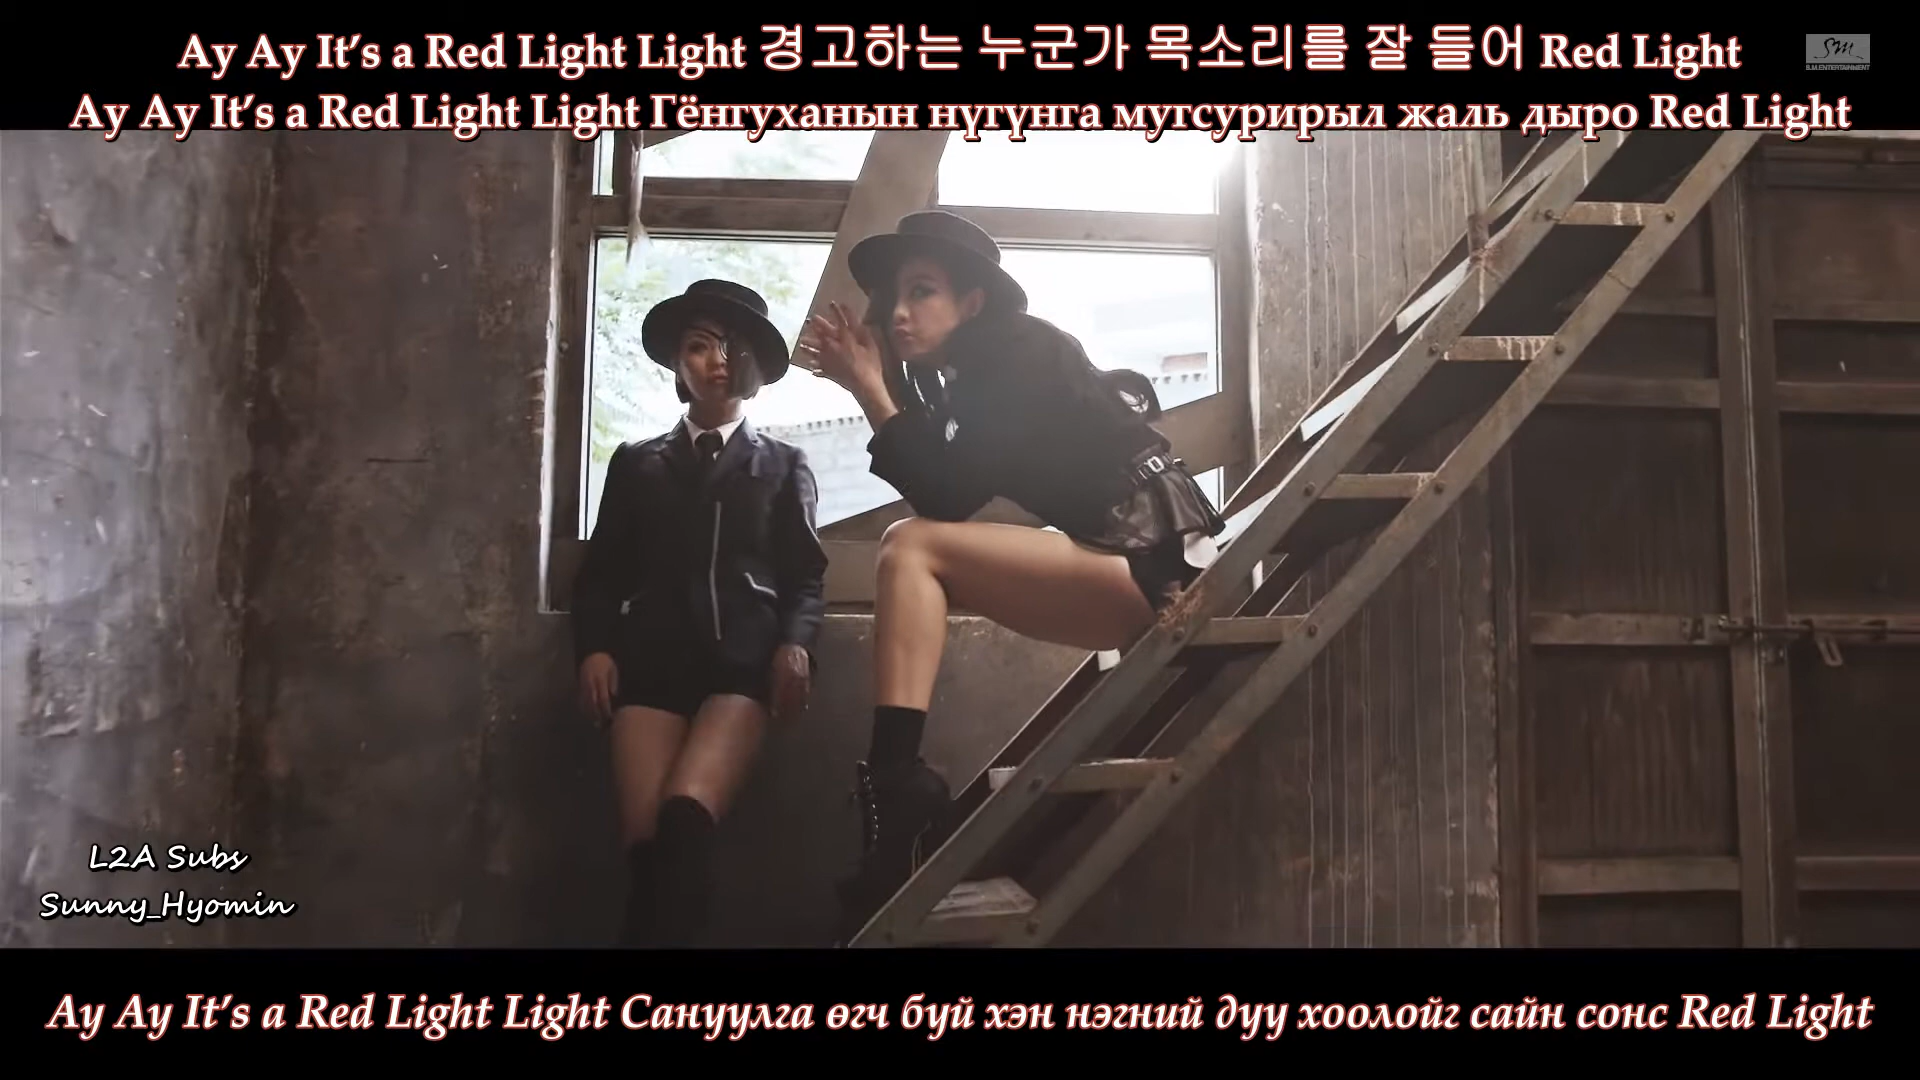 Ay Ay It's a Red Light Light 경고하는 누군가 목소리를 잘 들어 Red Light
SM
S.M.ENTERTAINMENT
Ay Ay It's a Red Light Light Гёнгуханын нүгүнга мугсурирыл жаль дыро Red Light
L2A Subs
Sunny_Hyomin
Ay Ay It's a Red Light Light Сануулга өгч буй хэн нэгний дуу хоолойг сайн сонс Red Light